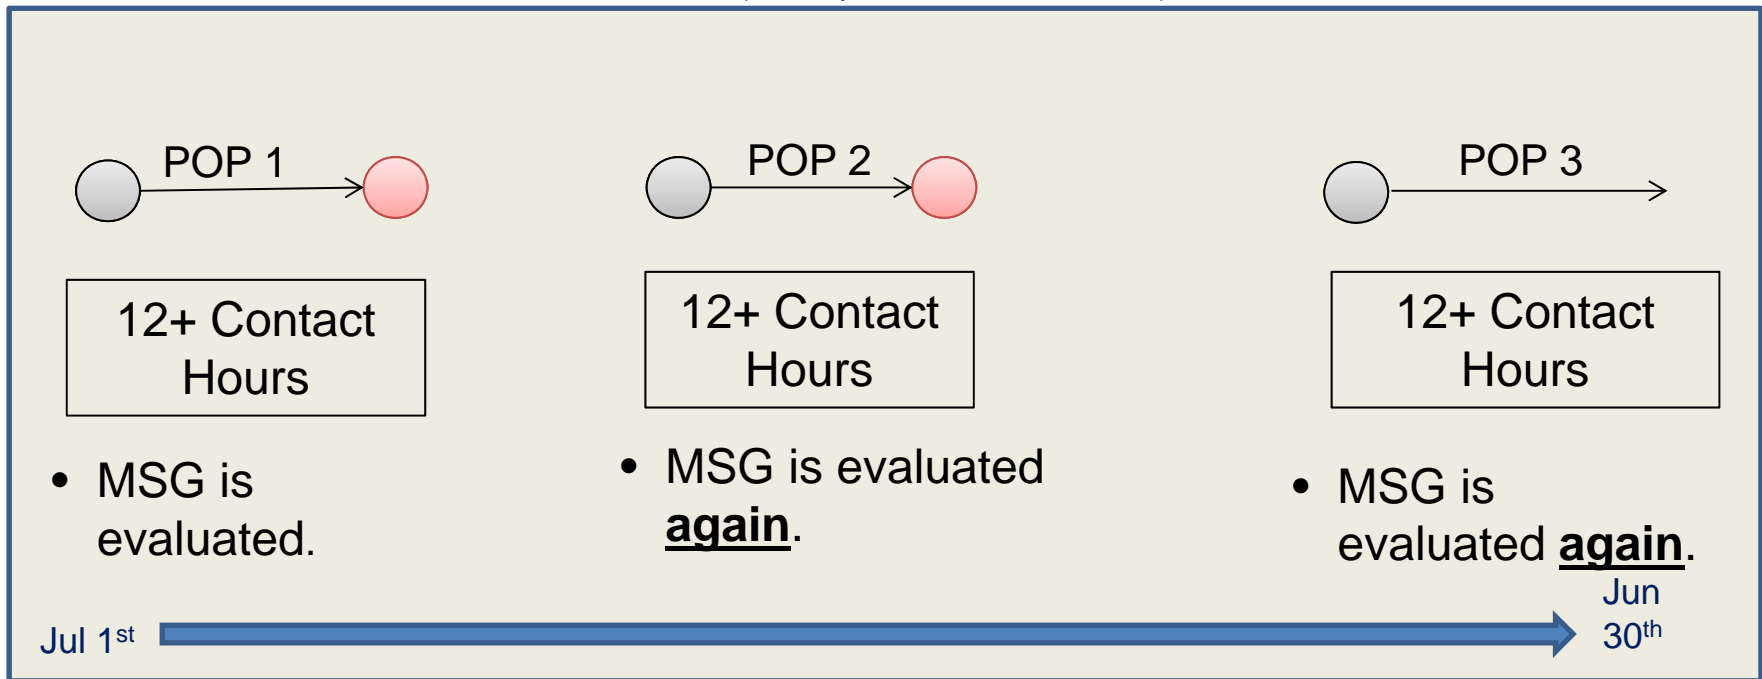 POP 1
POP 2
POP 3
12+ Contact
Hours
12+ Contact
Hours
12+ Contact
Hours
• MSG is
evaluated.
• MSG is evaluated
again.
• MSG is
evaluated again.
Jul 1st
Jun
30th